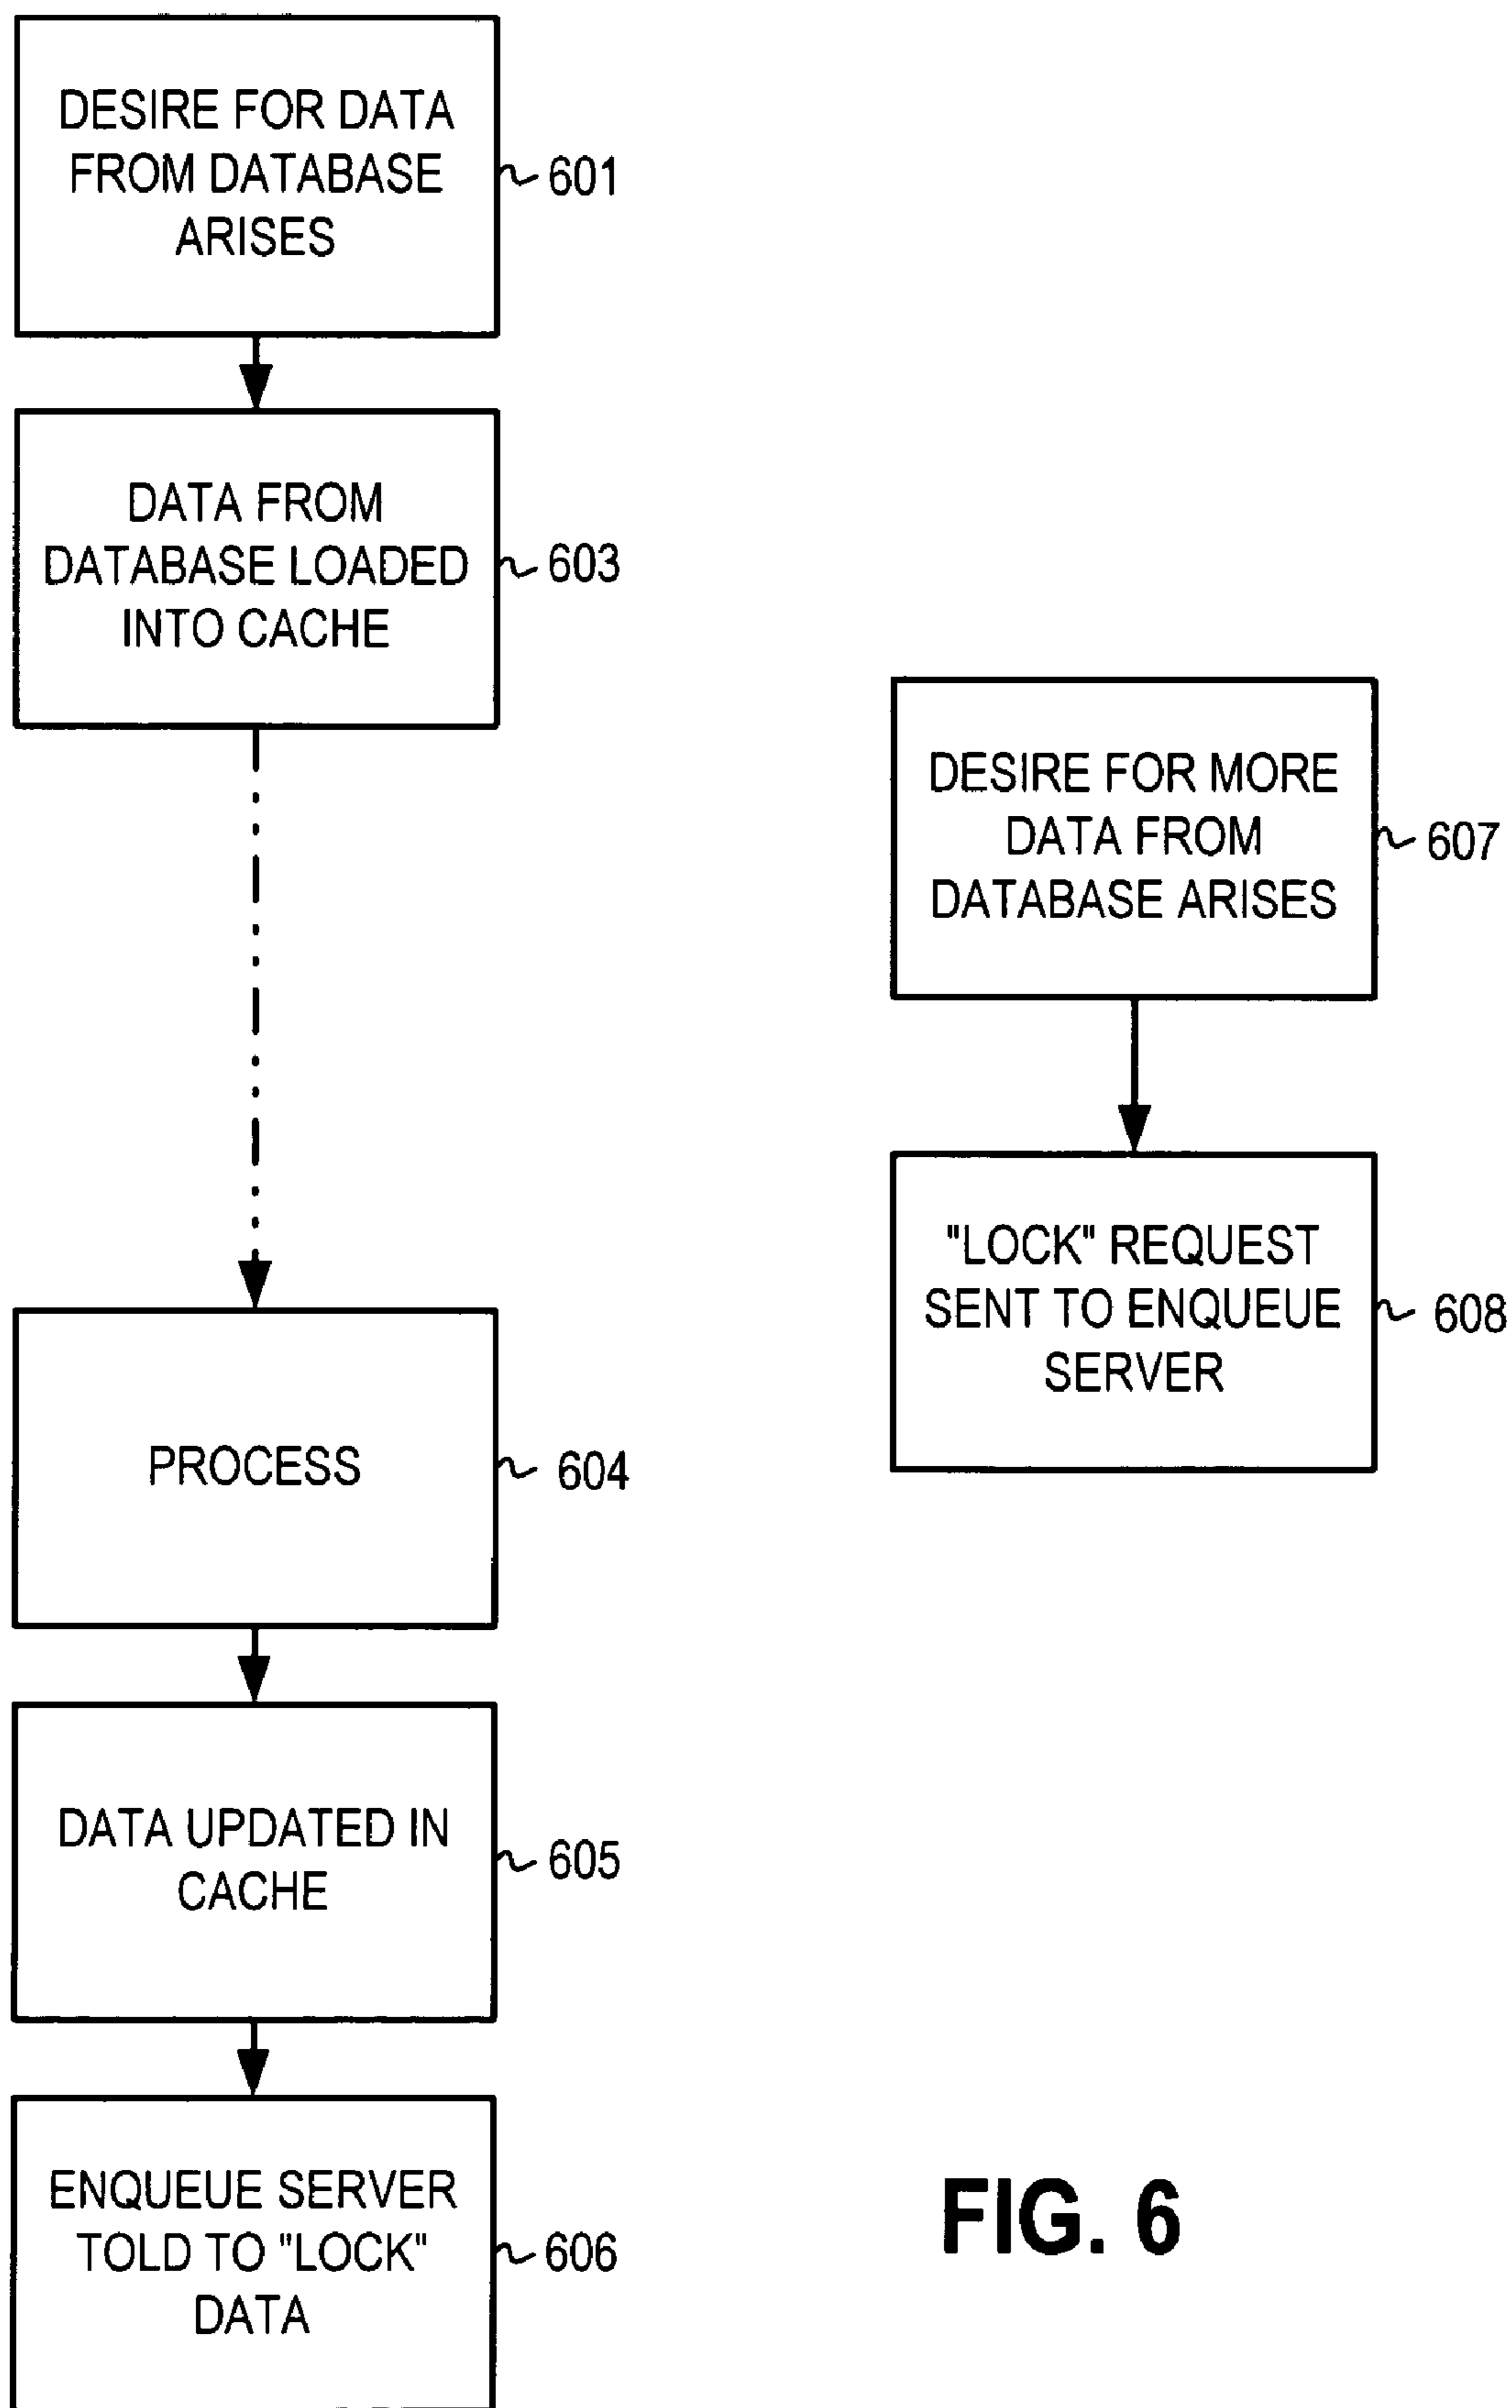 DESIRE FOR DATA
FROM DATABASE
ARISES
601
DATA FROM
DATABASE LOADED
INTO CACHE
603
DESIRE FOR MORE
DATA FROM
DATABASE ARISES
607
"LOCK" REQUEST
SENT TO ENQUEUE
SERVER
608
PROCESS
604
DATA UPDATED IN
CACHE
605
ENQUEUE SERVER
TOLD TO "LOCK"
DATA
606
FIG. 6